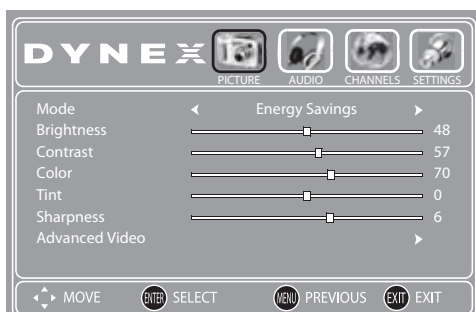 DYNEX
PICTURE AUDIO CHANNELS SETTINGS
Mode Energy Savings
Brightness 48
Contrast 57
Color 70
Tint 0
Sharpness 6
Advanced Video
MOVE ENTER SELECT MENU PREVIOUS EXIT EXIT